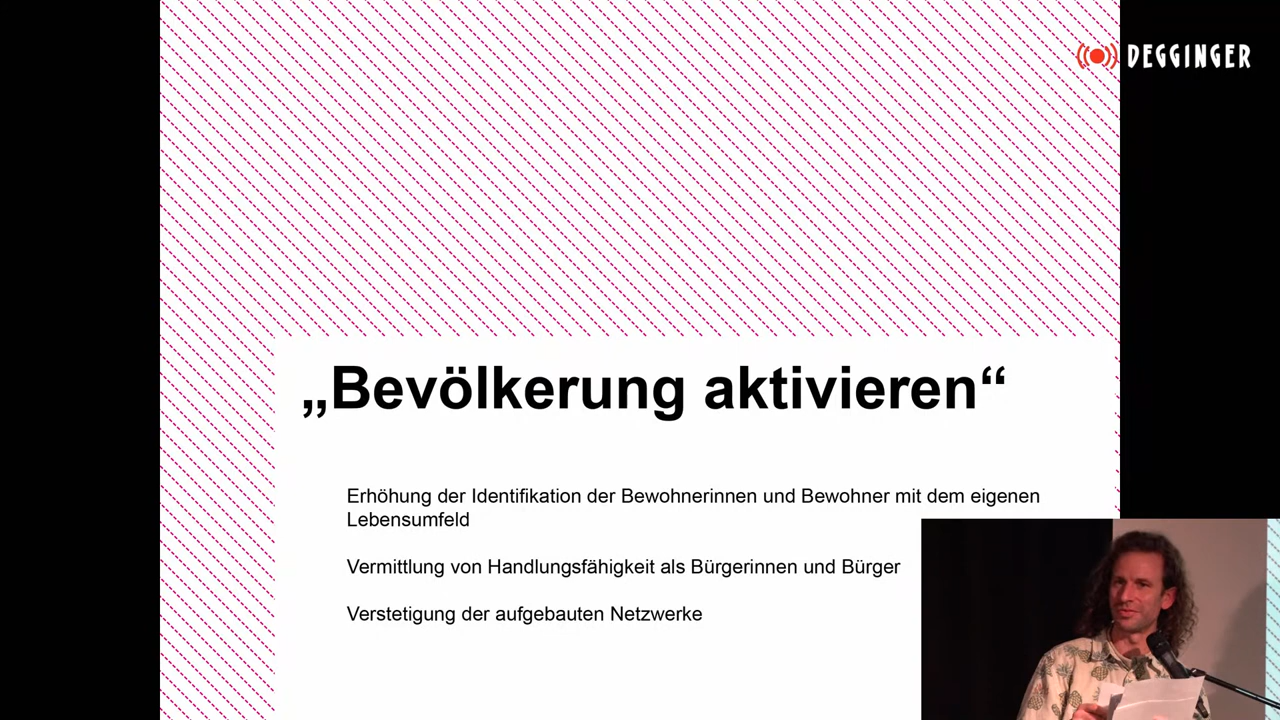 DEGGINGER
„Bevölkerung aktivieren“
Erhöhung der Identifikation der Bewohnerinnen und Bewohner mit dem eigenen
Lebensumfeld
Vermittlung von Handlungsfähigkeit als Bürgerinnen und Bürger
Verstetigung der aufgebauten Netzwerke